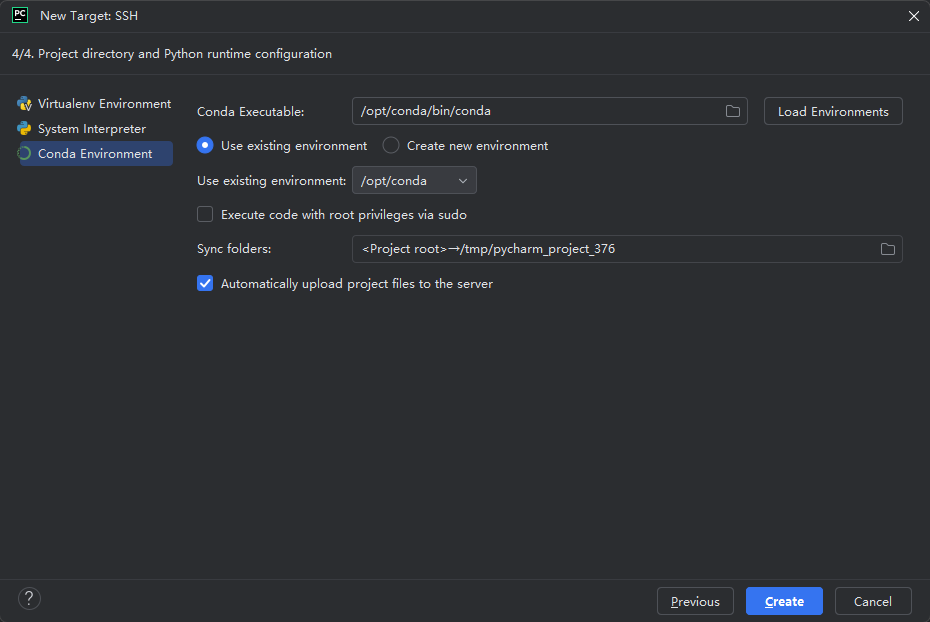 PC New Target: SSH
4/4. Project directory and Python runtime configuration
Virtualenv Environment
System Interpreter
Conda Environment
Conda Executable: /opt/conda/bin/conda Load Environments
Use existing environment Create new environment
Use existing environment: /opt/conda
Execute code with root privileges via sudo
Sync folders: <Project root>→/tmp/pycharm_project_376
Automatically upload project files to the server
? Previous Create Cancel